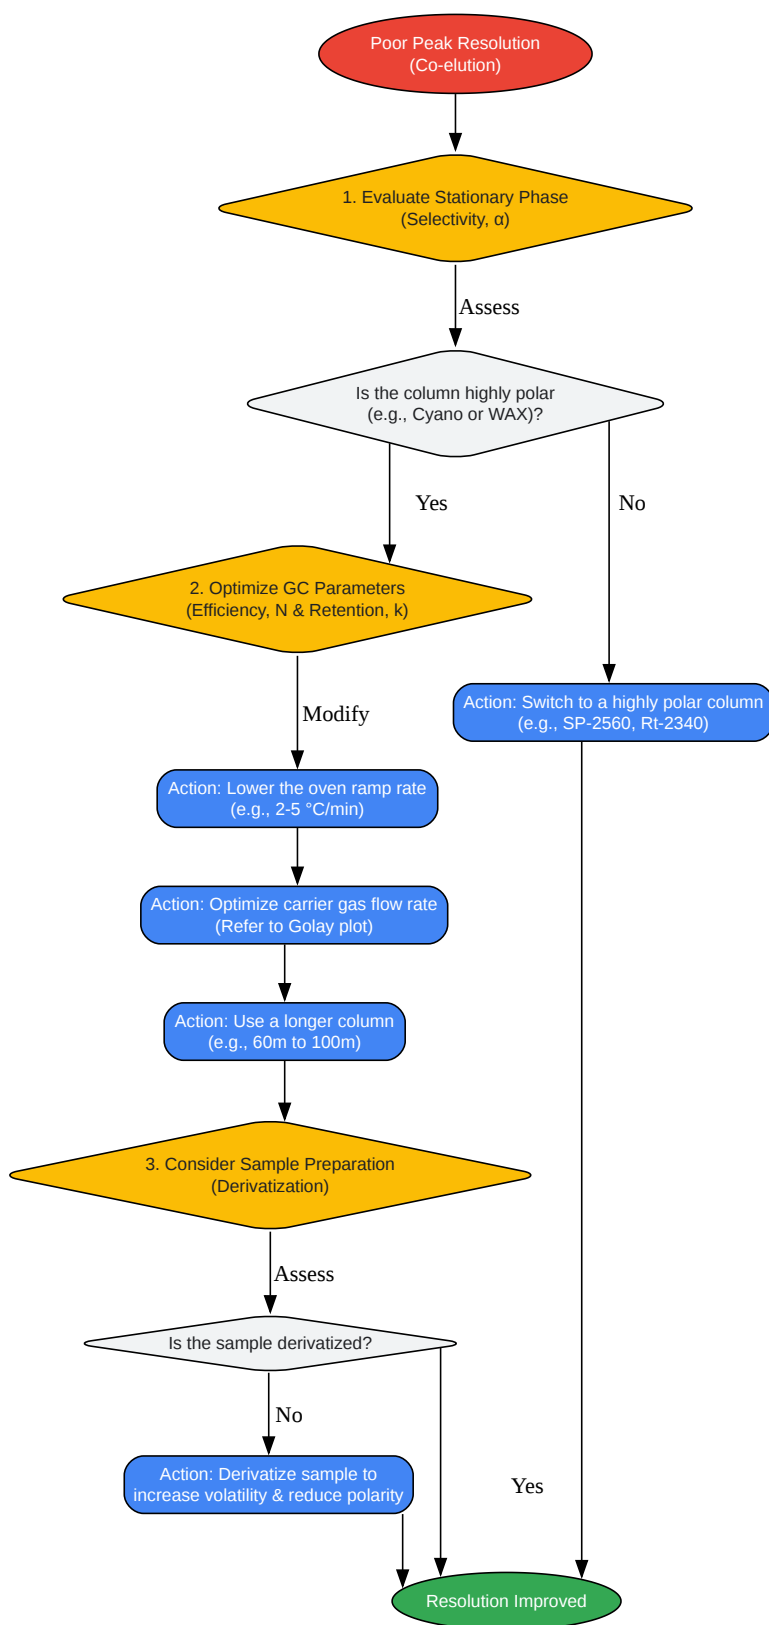 Poor Peak Resolution
(Co-elution)
1. Evaluate Stationary Phase
(Selectivity, α)
Assess
Is the column highly polar
(e.g., Cyano or WAX)?
Yes
No
2. Optimize GC Parameters
(Efficiency, N & Retention, k)
Action: Switch to a highly polar column
(e.g., SP-2560, Rt-2340)
Modify
Action: Lower the oven ramp rate
(e.g., 2-5 °C/min)
Action: Optimize carrier gas flow rate
(Refer to Golay plot)
Action: Use a longer column
(e.g., 60m to 100m)
3. Consider Sample Preparation
(Derivatization)
Assess
Is the sample derivatized?
No
Action: Derivatize sample to
increase volatility & reduce polarity
Yes
Resolution Improved